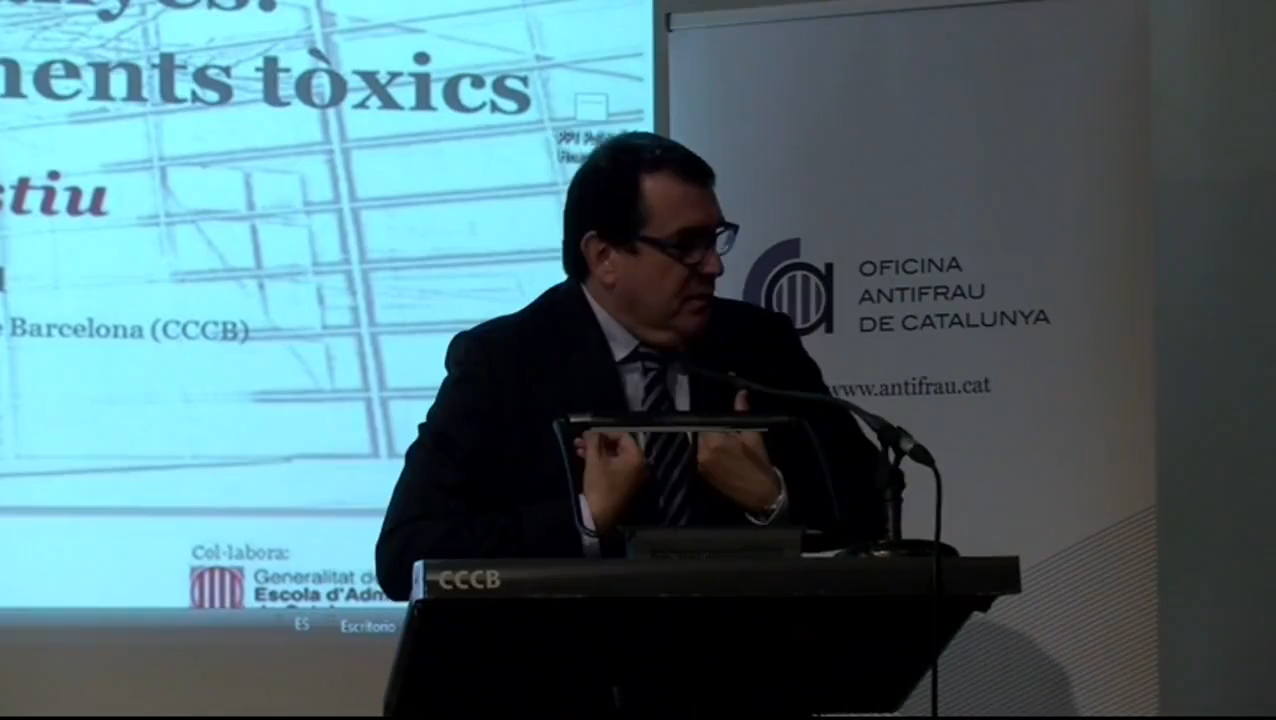 nyes.
ments tòxics
stiu
e Barcelona (CCCB)
OFICINA
ANTIFRAU
DE CATALUNYA
www.antifrau.cat
Col·labora:
Generalitat de
Escola d'Adm
ES Escritorio
CCCB